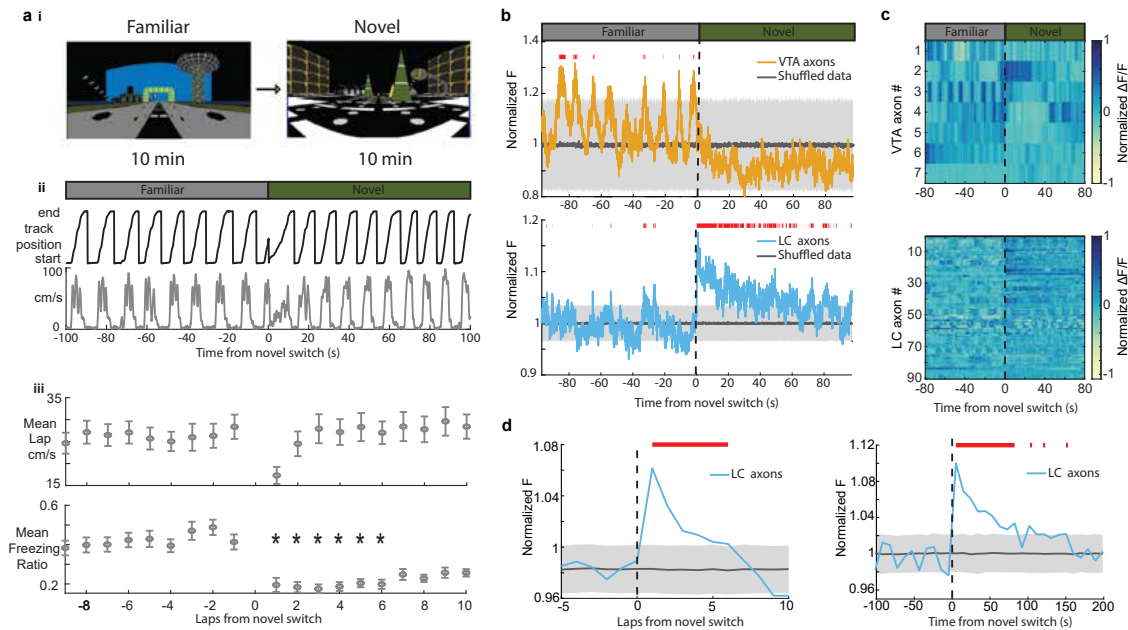 a i
Familiar
Novel
10 min
10 min
ii
Familiar
Novel
end
track
position
start
100
cm/s
0
-100 -80 -60 -40 -20 0 20 40 60 80 100
Time from novel switch (s)
iii
35
Mean
Lap
cm/s
15
0.6
Mean
Freezing
Ratio
0.2
* * * * * *
-8 -6 -4 -2 0 2 4 6 8 10
Laps from novel switch
b
Familiar
Novel
1.4
1.2
1
0.8
Normalized F
VTA axons
Shuffled data
-80 -60 -40 -20 0 20 40 60 80
1.2
1.1
1.0
0.9
Normalized F
LC axons
Shuffled data
-80 -60 -40 -20 0 20 40 60 80
Time from novel switch (s)
c
Familiar
Novel
VTA axon #
1
2
3
4
5
6
7
-80 -40 0 40 80
1
-1
Normalized ΔF/F
LC axon #
10
30
50
70
90
-80 -40 0 40 80
Time from novel switch (s)
1
-1
Normalized ΔF/F
d
1.08
1.04
1
0.96
Normalized F
LC axons
-5 0 5 10
Laps from novel switch
1.12
1.08
1.04
1
0.96
Normalized F
LC axons
-100 -50 0 50 100 150 200
Time from novel switch (s)